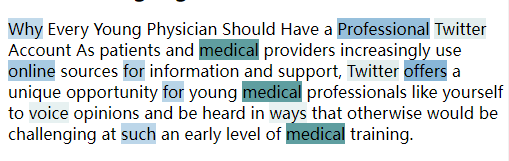 Why Every Young Physician Should Have a Professional Twitter
Account As patients and medical providers increasingly use
online sources for information and support, Twitter offers a
unique opportunity for young medical professionals like yourself
to voice opinions and be heard in ways that otherwise would be
challenging at such an early level of medical training.